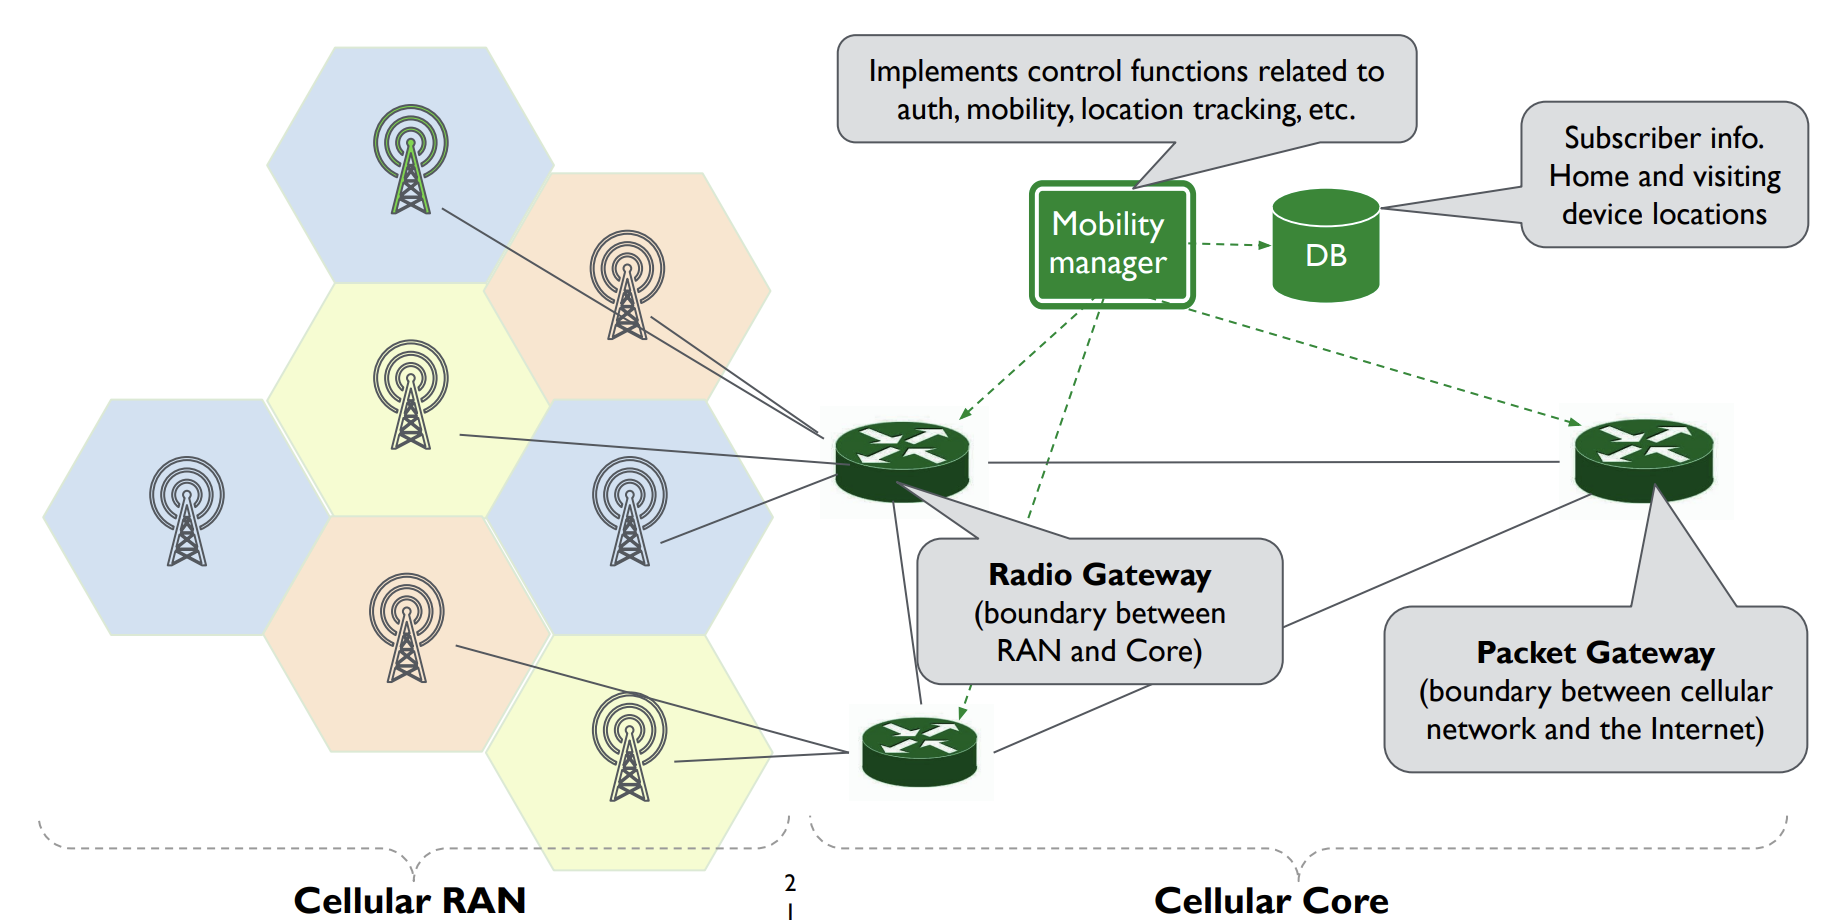 Implements control functions related to
auth, mobility, location tracking, etc.
Subscriber info.
Home and visiting
device locations
Mobility
manager
DB
Radio Gateway
(boundary between
RAN and Core)
Packet Gateway
(boundary between cellular
network and the Internet)
Cellular RAN
2
1
Cellular Core